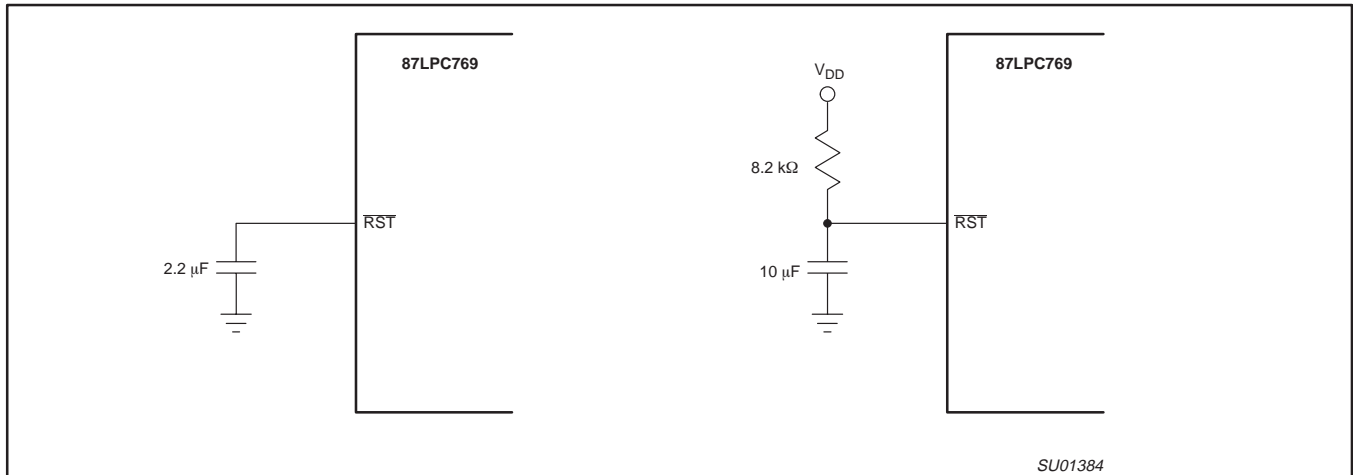 87LPC769
RST
2.2 μF
87LPC769
VDD
8.2 kΩ
RST
10 μF
SU01384